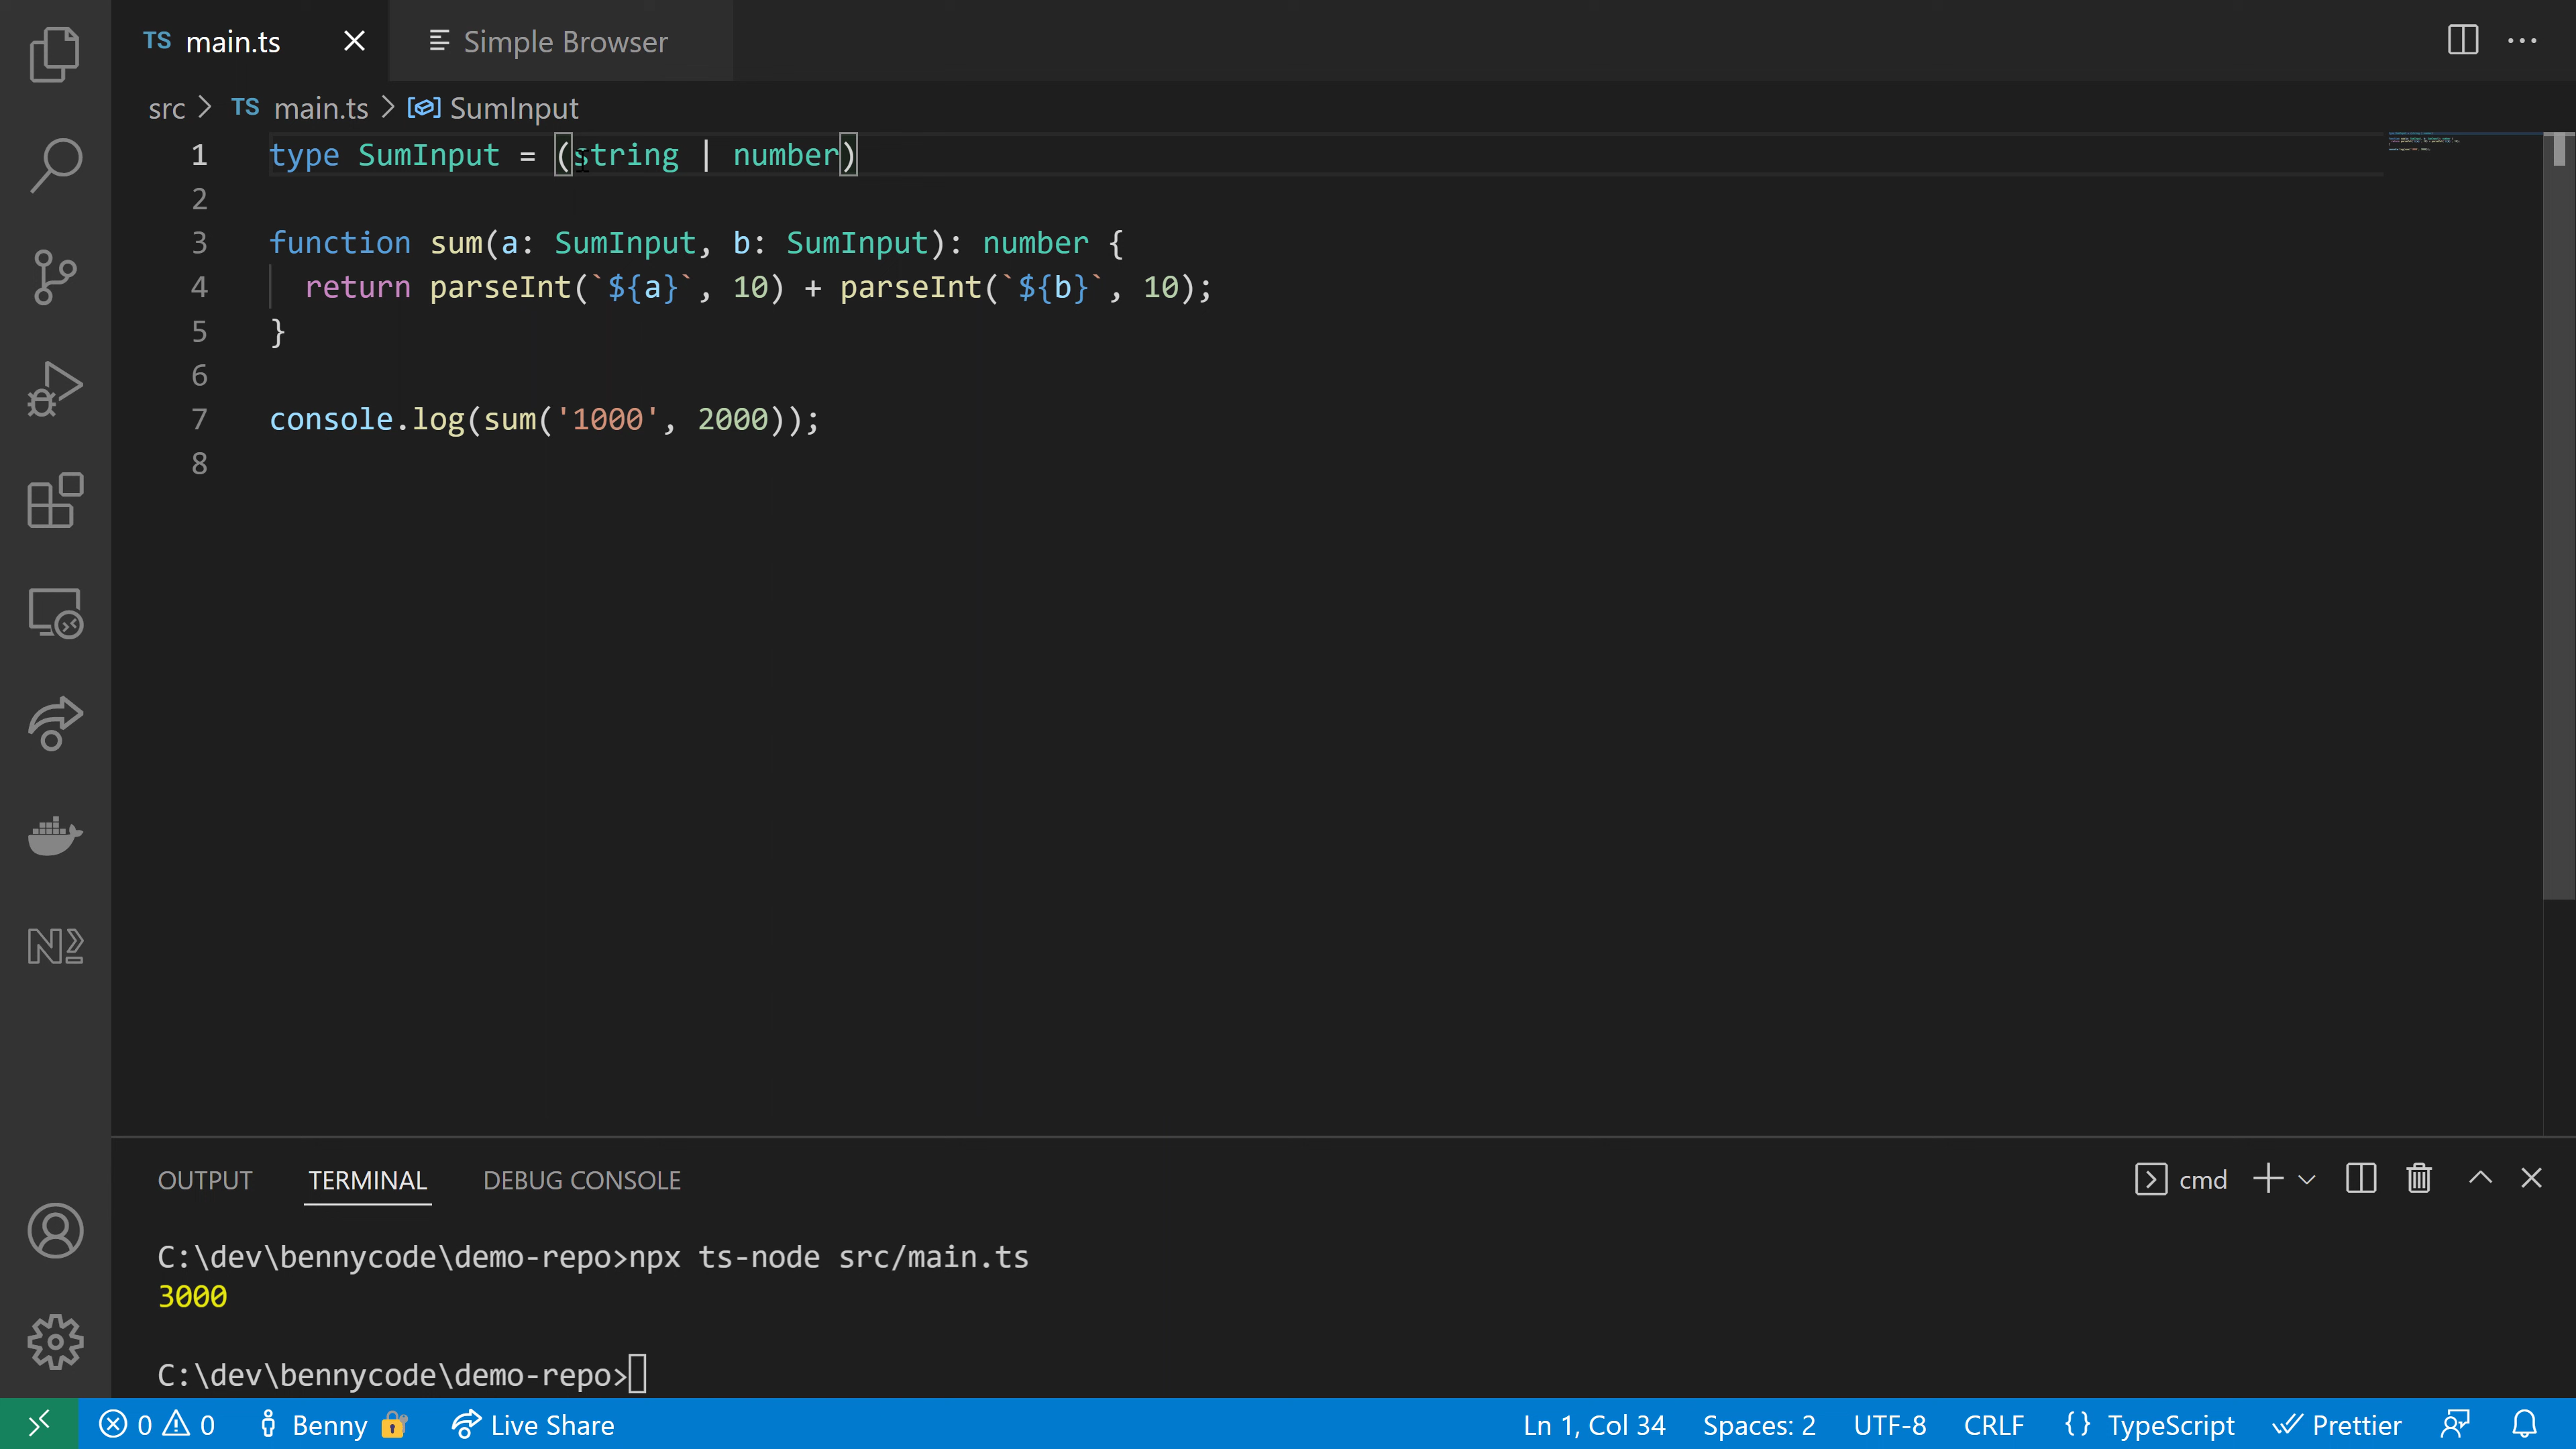 TS main.ts Simple Browser
src > TS main.ts > SumInput
1 type SumInput = (string | number)
2
3 function sum(a: SumInput, b: SumInput): number {
4 return parseInt(`${a}`, 10) + parseInt(`${b}`, 10);
5 }
6
7 console.log(sum('1000', 2000));
8
OUTPUT TERMINAL DEBUG CONSOLE cmd
C:\dev\bennycode\demo-repo>npx ts-node src/main.ts
3000
C:\dev\bennycode\demo-repo>
0 0 Benny Live Share Ln 1, Col 34 Spaces: 2 UTF-8 CRLF {} TypeScript Prettier